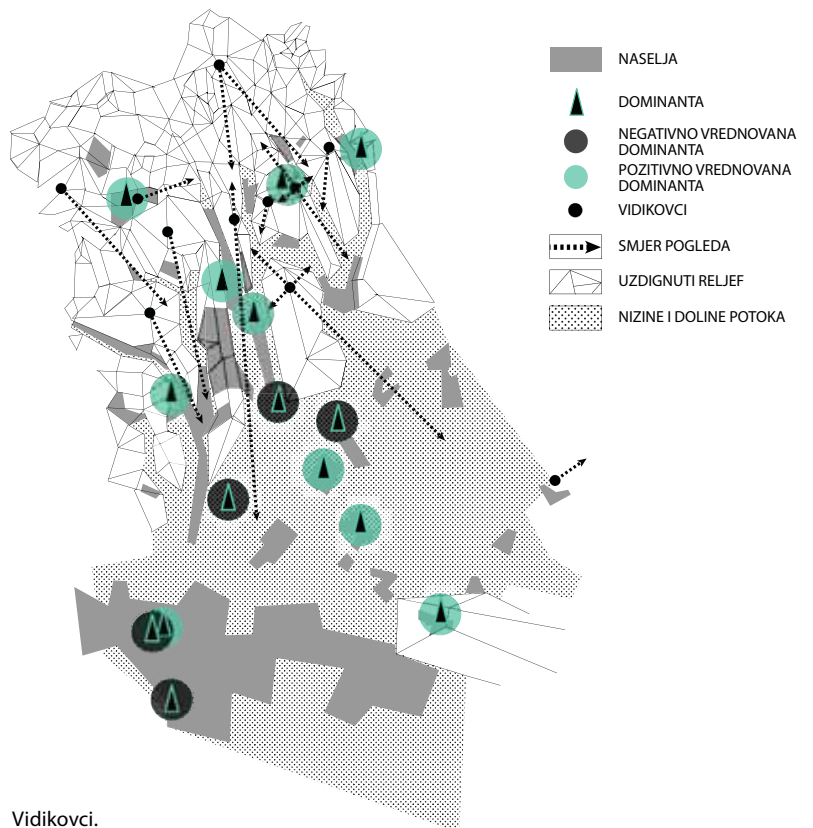 NASELJA
DOMINANTA
NEGATIVNO VREDNOVANA
DOMINANTA
POZITIVNO VREDNOVANA
DOMINANTA
VIDIKOVCI
SMJER POGLEDA
UZDIGNUTI RELJEF
NIZINE I DOLINE POTOKA
Vidikovci.